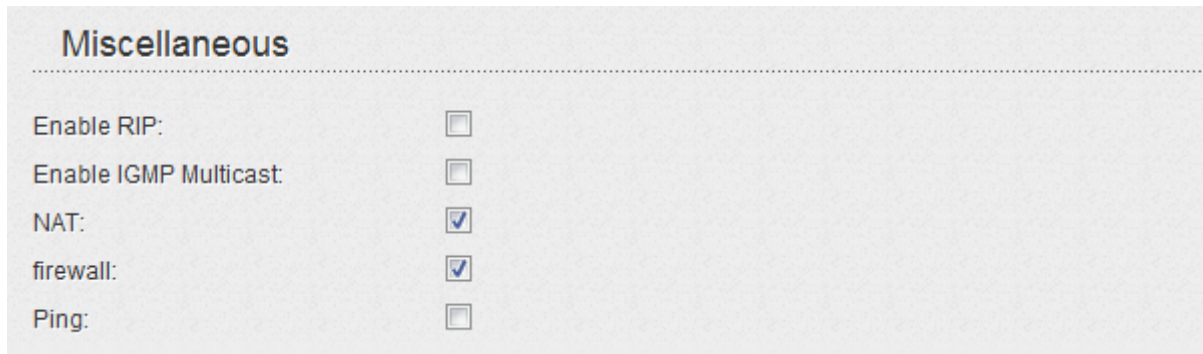 Miscellaneous
Enable RIP:
Enable IGMP Multicast:
NAT:
firewall:
Ping: